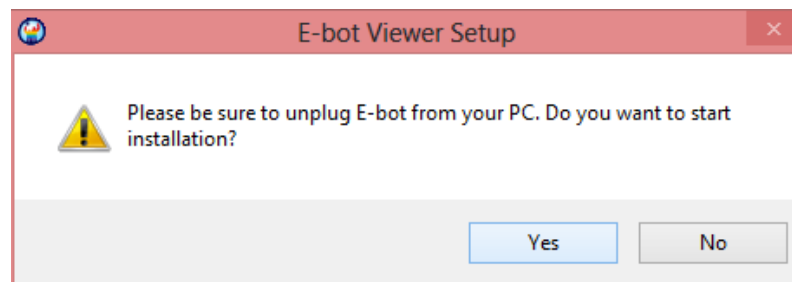 E-bot Viewer Setup
Please be sure to unplug E-bot from your PC. Do you want to start
installation?
Yes
No